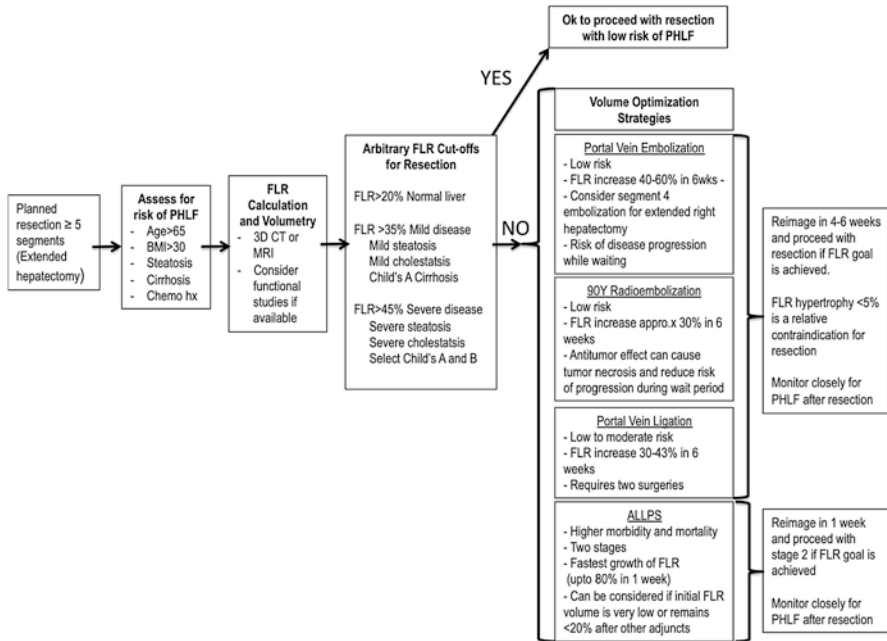 Planned
resection ≥ 5
segments
(Extended
hepatectomy)
Assess for
risk of PHLF
- Age>65
- BMI>30
- Steatosis
- Cirrhosis
- Chemo hx
FLR
Calculation
and Volumetry
- 3D CT or
MRI
- Consider
functional
studies if
available
Arbitrary FLR Cut-offs
for Resection
FLR>20% Normal liver
FLR >35% Mild disease
Mild steatosis
Mild cholestatsis
Child's A Cirrhosis
FLR>45% Severe disease
Severe steatosis
Severe cholestatsis
Select Child's A and B
YES
Ok to proceed with resection
with low risk of PHLF
NO
Volume Optimization
Strategies
Portal Vein Embolization
- Low risk
- FLR increase 40-60% in 6wks -
- Consider segment 4
embolization for extended right
hepatectomy
- Risk of disease progression
while waiting
90Y Radioembolization
- Low risk
- FLR increase appro.x 30% in 6
weeks
- Antitumor effect can cause
tumor necrosis and reduce risk
of progression during wait period
Portal Vein Ligation
- Low to moderate risk
- FLR increase 30-43% in 6
weeks
- Requires two surgeries
ALLPS
- Higher morbidity and mortality
- Two stages
- Fastest growth of FLR
(upto 80% in 1 week)
- Can be considered if initial FLR
volume is very low or remains
<20% after other adjuncts
Reimage in 4-6 weeks
and proceed with
resection if FLR goal
is achieved.
FLR hypertrophy <5%
is a relative
contraindication for
resection
Monitor closely for
PHLF after resection
Reimage in 1 week
and proceed with
stage 2 if FLR goal is
achieved
Monitor closely for
PHLF after resection